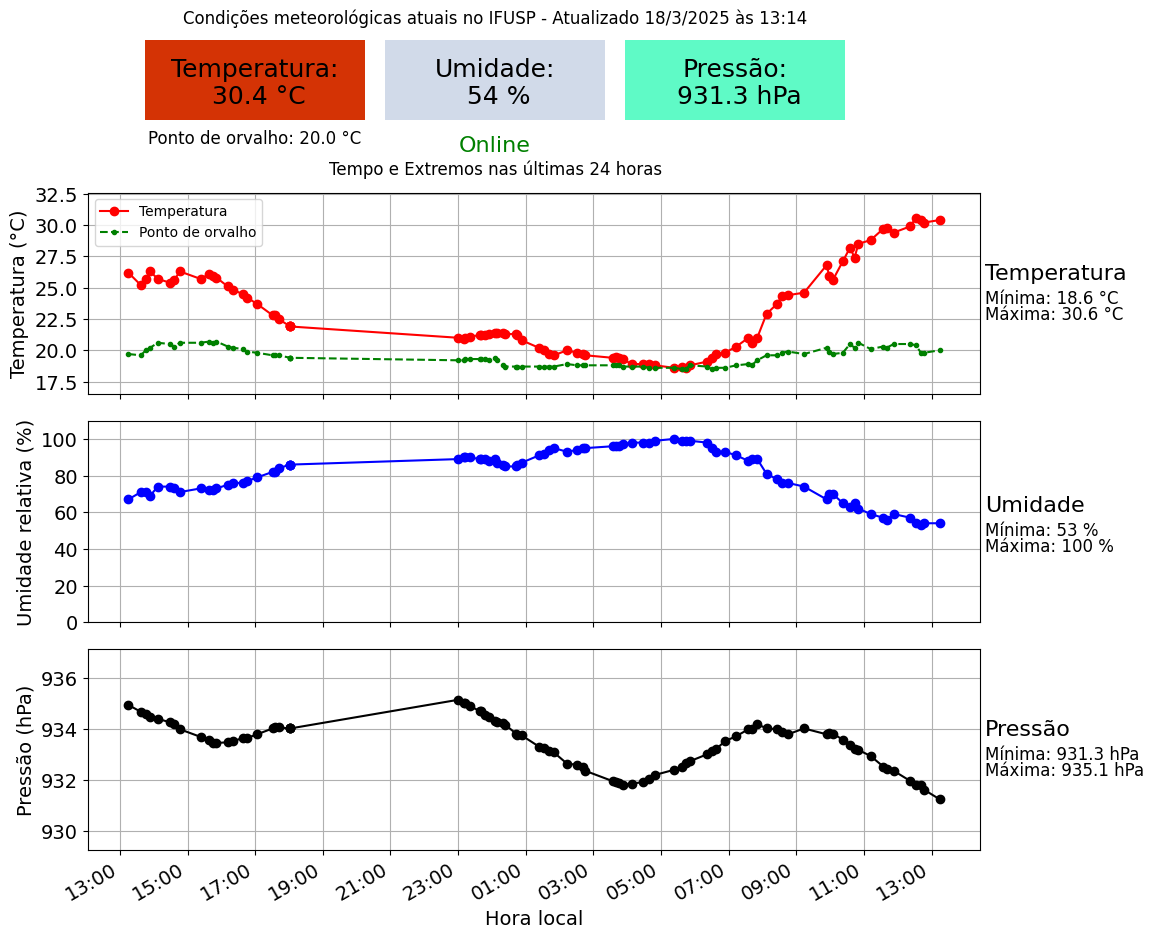 Condições meteorológicas atuais no IFUSP - Atualizado 18/3/2025 às 13:14
Temperatura:
30.4 °C
Umidade:
54 %
Pressão:
931.3 hPa
Ponto de orvalho: 20.0 °C
Online
Tempo e Extremos nas últimas 24 horas
Temperatura (°C)
32.5
30.0
27.5
25.0
22.5
20.0
17.5
Temperatura
Ponto de orvalho
Temperatura
Mínima: 18.6 °C
Máxima: 30.6 °C
Umidade relativa (%)
100
80
60
40
20
0
Umidade
Mínima: 53 %
Máxima: 100 %
Pressão (hPa)
936
934
932
930
Pressão
Mínima: 931.3 hPa
Máxima: 935.1 hPa
13:00 15:00 17:00 19:00 21:00 23:00 01:00 03:00 05:00 07:00 09:00 11:00 13:00
Hora local